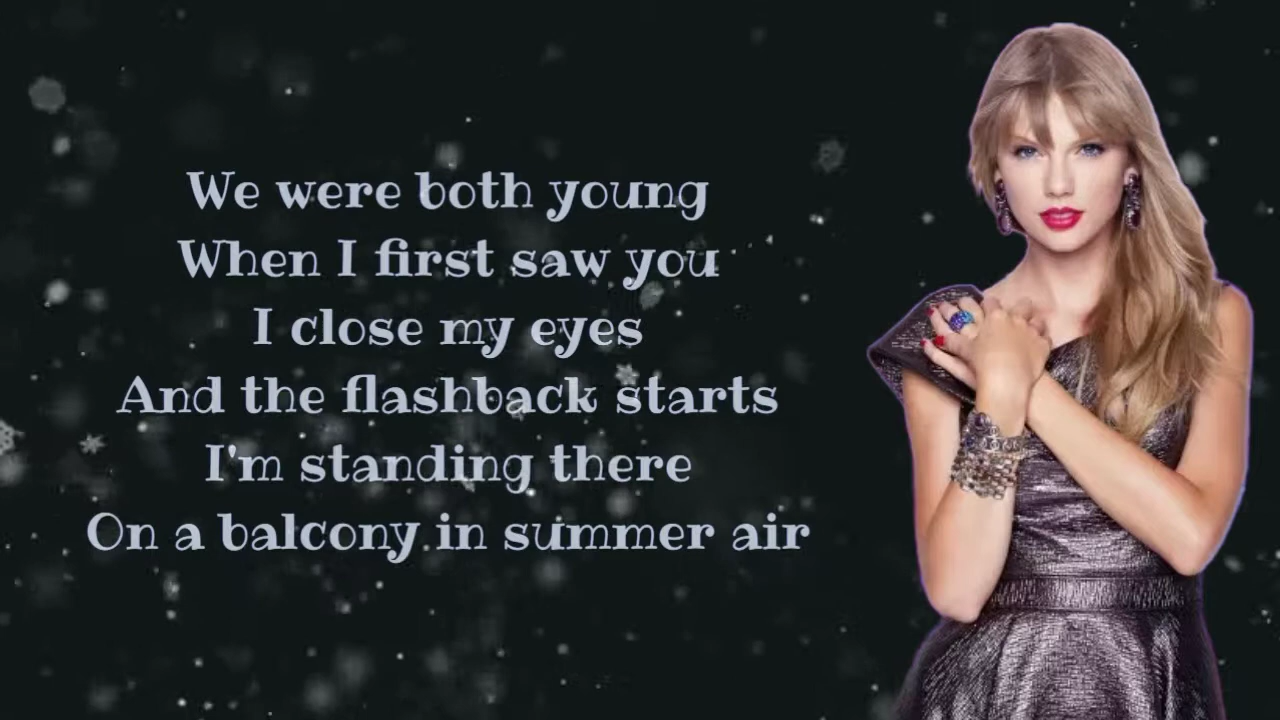 We were both young
When I first saw you
I close my eyes
And the flashback starts
I'm standing there
On a balcony in summer air